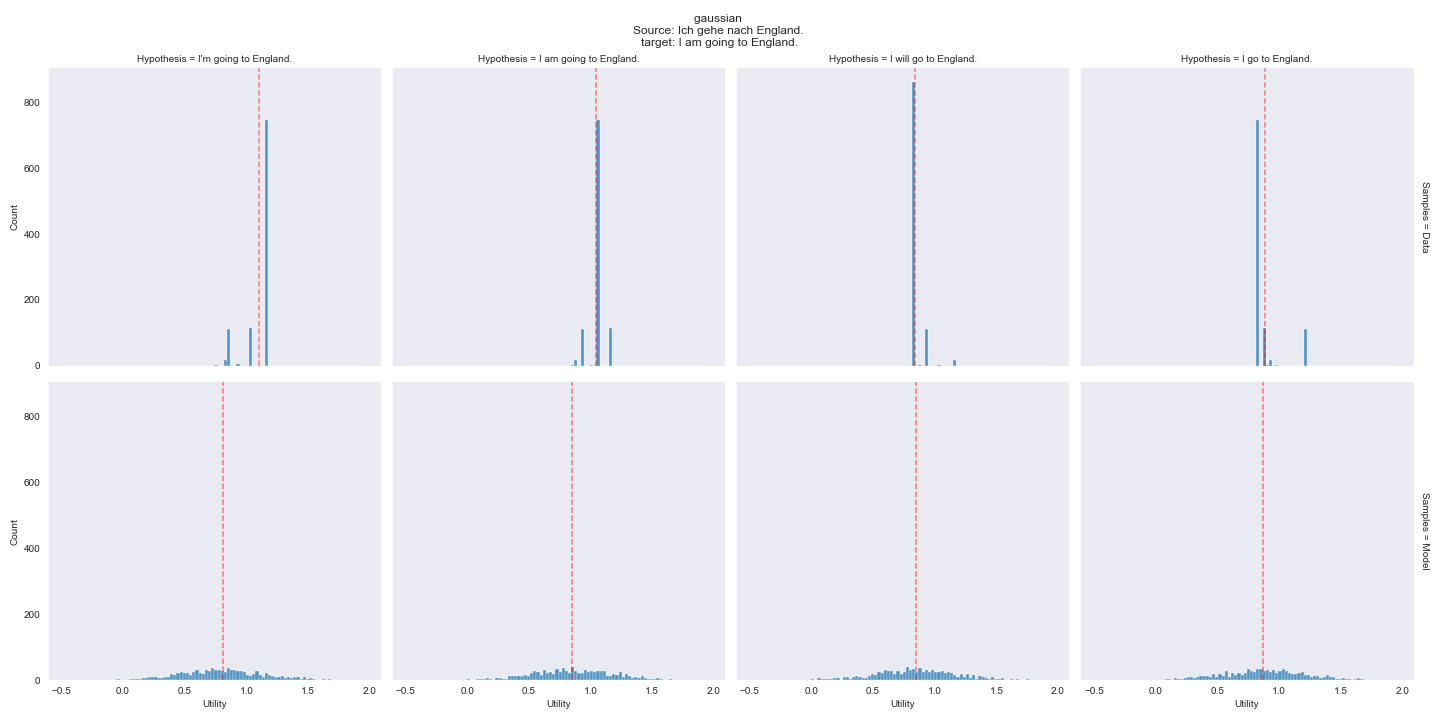 gaussian
Source: Ich gehe nach England.
target: I am going to England.
Hypothesis = I'm going to England.
Hypothesis = I am going to England.
Hypothesis = I will go to England.
Hypothesis = I go to England.
800
600
400
200
0
Count
Samples = Data
800
600
400
200
0
Count
Samples = Model
−0.5 0.0 0.5 1.0 1.5 2.0
−0.5 0.0 0.5 1.0 1.5 2.0
−0.5 0.0 0.5 1.0 1.5 2.0
−0.5 0.0 0.5 1.0 1.5 2.0
Utility
Utility
Utility
Utility